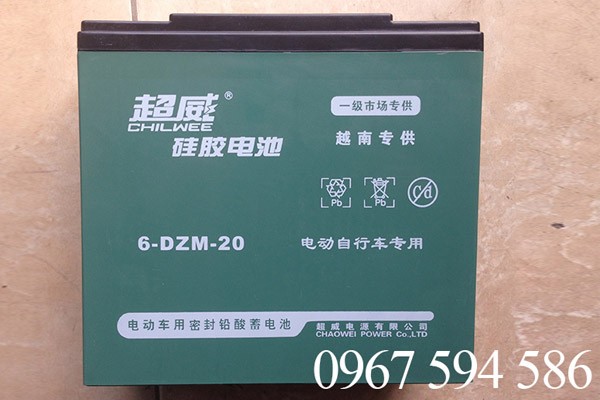 超威®
CHILWEE
硅胶电池
一级市场专供
越南专供
Pb
Pb
Cd
6-DZM-20
电动自行车专用
电动车用密封铅酸蓄电池
超威电源有限公司
CHAOWEI POWER Co.,LTD
0967 594 586